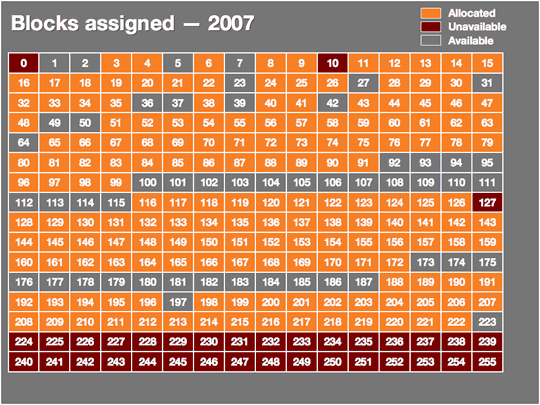 Blocks assigned — 2007
Allocated
Unavailable
Available
0 1 2 3 4 5 6 7 8 9 10 11 12 13 14 15
16 17 18 19 20 21 22 23 24 25 26 27 28 29 30 31
32 33 34 35 36 37 38 39 40 41 42 43 44 45 46 47
48 49 50 51 52 53 54 55 56 57 58 59 60 61 62 63
64 65 66 67 68 69 70 71 72 73 74 75 76 77 78 79
80 81 82 83 84 85 86 87 88 89 90 91 92 93 94 95
96 97 98 99 100 101 102 103 104 105 106 107 108 109 110 111
112 113 114 115 116 117 118 119 120 121 122 123 124 125 126 127
128 129 130 131 132 133 134 135 136 137 138 139 140 141 142 143
144 145 146 147 148 149 150 151 152 153 154 155 156 157 158 159
160 161 162 163 164 165 166 167 168 169 170 171 172 173 174 175
176 177 178 179 180 181 182 183 184 185 186 187 188 189 190 191
192 193 194 195 196 197 198 199 200 201 202 203 204 205 206 207
208 209 210 211 212 213 214 215 216 217 218 219 220 221 222 223
224 225 226 227 228 229 230 231 232 233 234 235 236 237 238 239
240 241 242 243 244 245 246 247 248 249 250 251 252 253 254 255